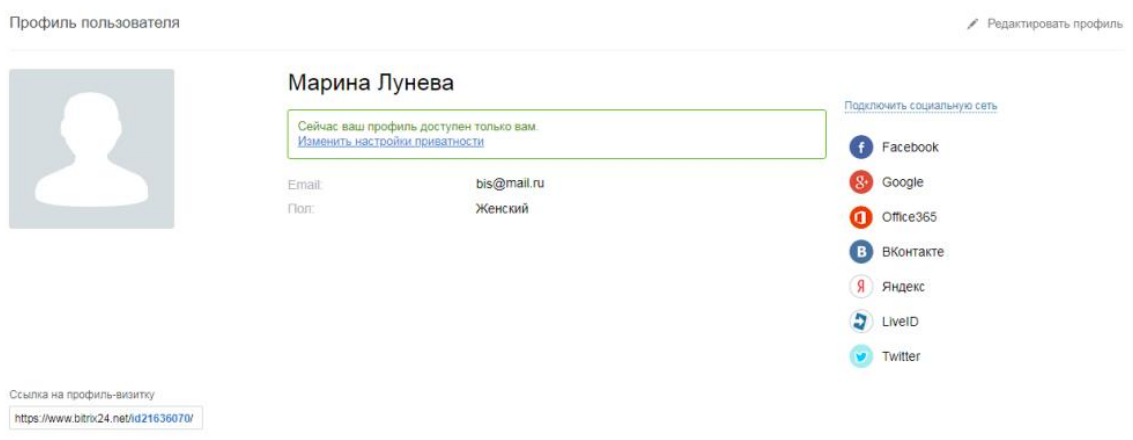 Профиль пользователя
Редактировать профиль
Марина Лунева
Сейчас ваш профиль доступен только вам.
Изменить настройки приватности
Email: bis@mail.ru
Пол: Женский
Подключить социальную сеть
Facebook
Google
Office365
ВКонтакте
Яндекс
LiveID
Twitter
Ссылка на профиль-визитку
https://www.bitrix24.net/id21636070/